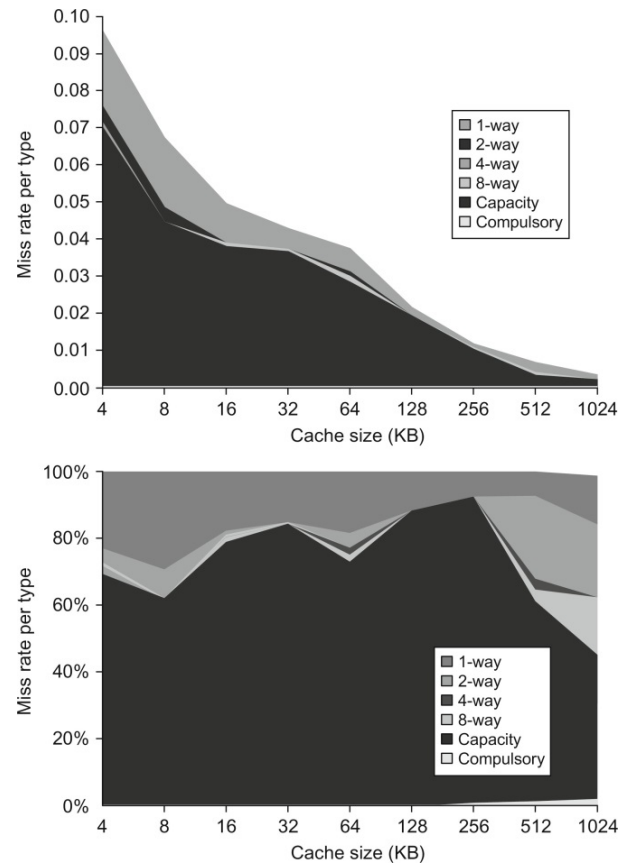 0.10
0.09
0.08
0.07
0.06
0.05
0.04
0.03
0.02
0.01
0.00
Miss rate per type
1-way
2-way
4-way
8-way
Capacity
Compulsory
4 8 16 32 64 128 256 512 1024
Cache size (KB)
100%
80%
60%
40%
20%
0%
Miss rate per type
1-way
2-way
4-way
8-way
Capacity
Compulsory
4 8 16 32 64 128 256 512 1024
Cache size (KB)